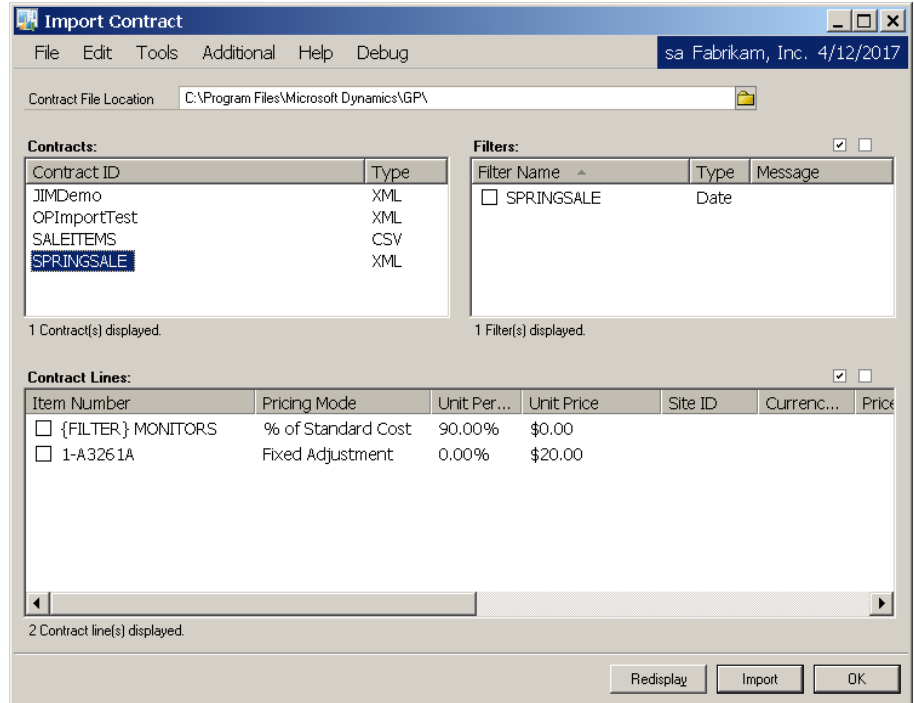 Import Contract
File Edit Tools Additional Help Debug sa Fabrikam, Inc. 4/12/2017
Contract File Location C:\Program Files\Microsoft Dynamics\GP\
Contracts: Filters:
Contract ID Type Filter Name Type Message
JIMDemo XML SPRINGSALE Date
OPImportTest XML
SALEITEMS CSV
SPRINGSALE XML
1 Contract(s) displayed. 1 Filter(s) displayed.
Contract Lines:
Item Number Pricing Mode Unit Per... Unit Price Site ID Currenc... Price
{FILTER} MONITORS % of Standard Cost 90.00% $0.00
1-A3261A Fixed Adjustment 0.00% $20.00
2 Contract line(s) displayed.
Redisplay Import OK